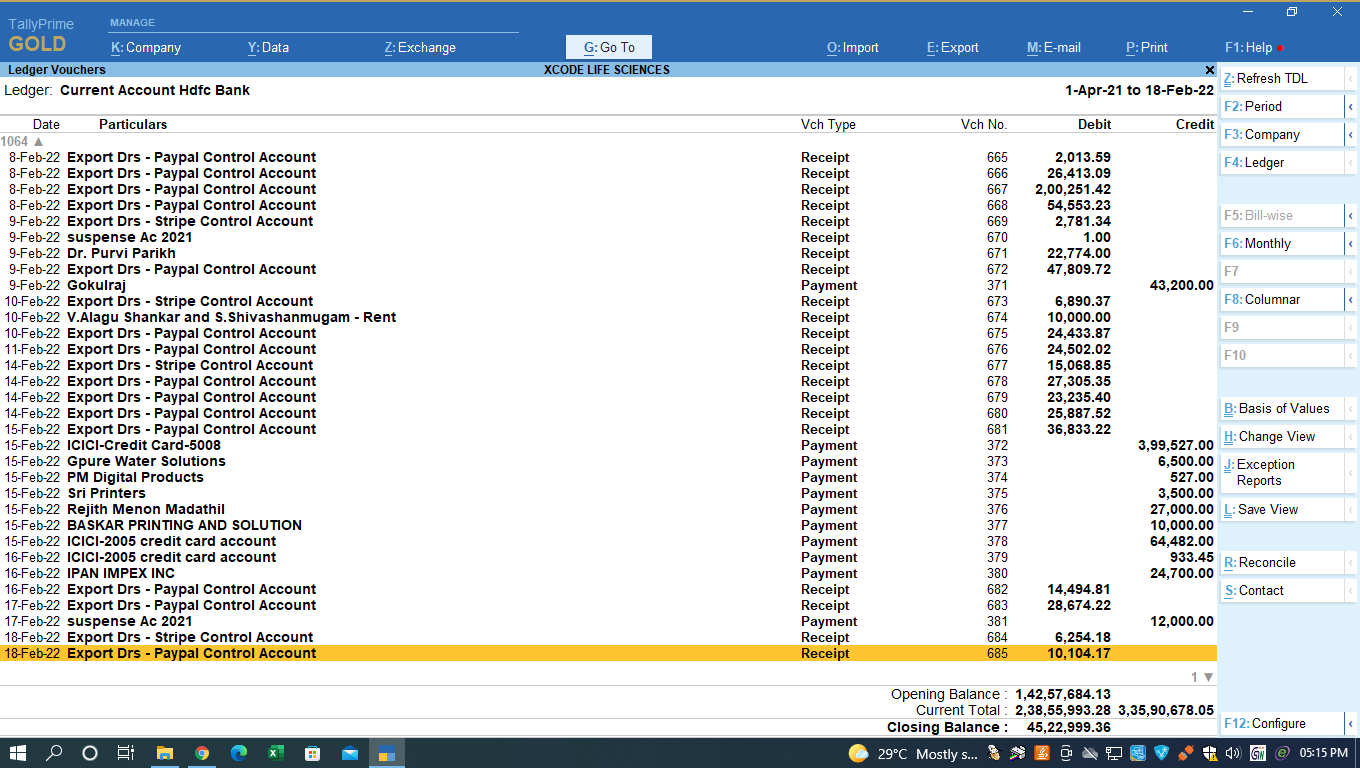 TallyPrime
GOLD
MANAGE
K: Company Y: Data Z: Exchange G: Go To O: Import E: Export M: E-mail P: Print F1: Help
Ledger Vouchers XCODE LIFE SCIENCES
Ledger: Current Account Hdfc Bank 1-Apr-21 to 18-Feb-22
Date Particulars Vch Type Vch No. Debit Credit
1064 ▲
8-Feb-22 Export Drs - Paypal Control Account Receipt 665 2,013.59
8-Feb-22 Export Drs - Paypal Control Account Receipt 666 26,413.09
8-Feb-22 Export Drs - Paypal Control Account Receipt 667 2,00,251.42
8-Feb-22 Export Drs - Paypal Control Account Receipt 668 54,553.23
9-Feb-22 Export Drs - Stripe Control Account Receipt 669 2,781.34
9-Feb-22 suspense Ac 2021 Receipt 670 1.00
9-Feb-22 Dr. Purvi Parikh Receipt 671 22,774.00
9-Feb-22 Export Drs - Paypal Control Account Receipt 672 47,809.72
9-Feb-22 Gokulraj Payment 371 43,200.00
10-Feb-22 Export Drs - Stripe Control Account Receipt 673 6,890.37
10-Feb-22 V.Alagu Shankar and S.Shivashanmugam - Rent Receipt 674 10,000.00
10-Feb-22 Export Drs - Paypal Control Account Receipt 675 24,433.87
11-Feb-22 Export Drs - Paypal Control Account Receipt 676 24,502.02
14-Feb-22 Export Drs - Stripe Control Account Receipt 677 15,068.85
14-Feb-22 Export Drs - Paypal Control Account Receipt 678 27,305.35
14-Feb-22 Export Drs - Paypal Control Account Receipt 679 23,235.40
14-Feb-22 Export Drs - Paypal Control Account Receipt 680 25,887.52
15-Feb-22 Export Drs - Paypal Control Account Receipt 681 36,833.22
15-Feb-22 ICICI-Credit Card-5008 Payment 372 3,99,527.00
15-Feb-22 Gpure Water Solutions Payment 373 6,500.00
15-Feb-22 PM Digital Products Payment 374 527.00
15-Feb-22 Sri Printers Payment 375 3,500.00
15-Feb-22 Rejith Menon Madathil Payment 376 27,000.00
15-Feb-22 BASKAR PRINTING AND SOLUTION Payment 377 10,000.00
15-Feb-22 ICICI-2005 credit card account Payment 378 64,482.00
16-Feb-22 ICICI-2005 credit card account Payment 379 933.45
16-Feb-22 IPAN IMPEX INC Payment 380 24,700.00
16-Feb-22 Export Drs - Paypal Control Account Receipt 682 14,494.81
17-Feb-22 Export Drs - Paypal Control Account Receipt 683 28,674.22
17-Feb-22 suspense Ac 2021 Payment 381 12,000.00
18-Feb-22 Export Drs - Stripe Control Account Receipt 684 6,254.18
18-Feb-22 Export Drs - Paypal Control Account Receipt 685 10,104.17
1 ▼
Opening Balance : 1,42,57,684.13
Current Total : 2,38,55,993.28 3,35,90,678.05
Closing Balance : 45,22,999.36
Z: Refresh TDL
F2: Period
F3: Company
F4: Ledger
F5: Bill-wise
F6: Monthly
F7
F8: Columnar
F9
F10
B: Basis of Values
H: Change View
J: Exception
Reports
L: Save View
R: Reconcile
S: Contact
F12: Configure
29°C Mostly s... 05:15 PM